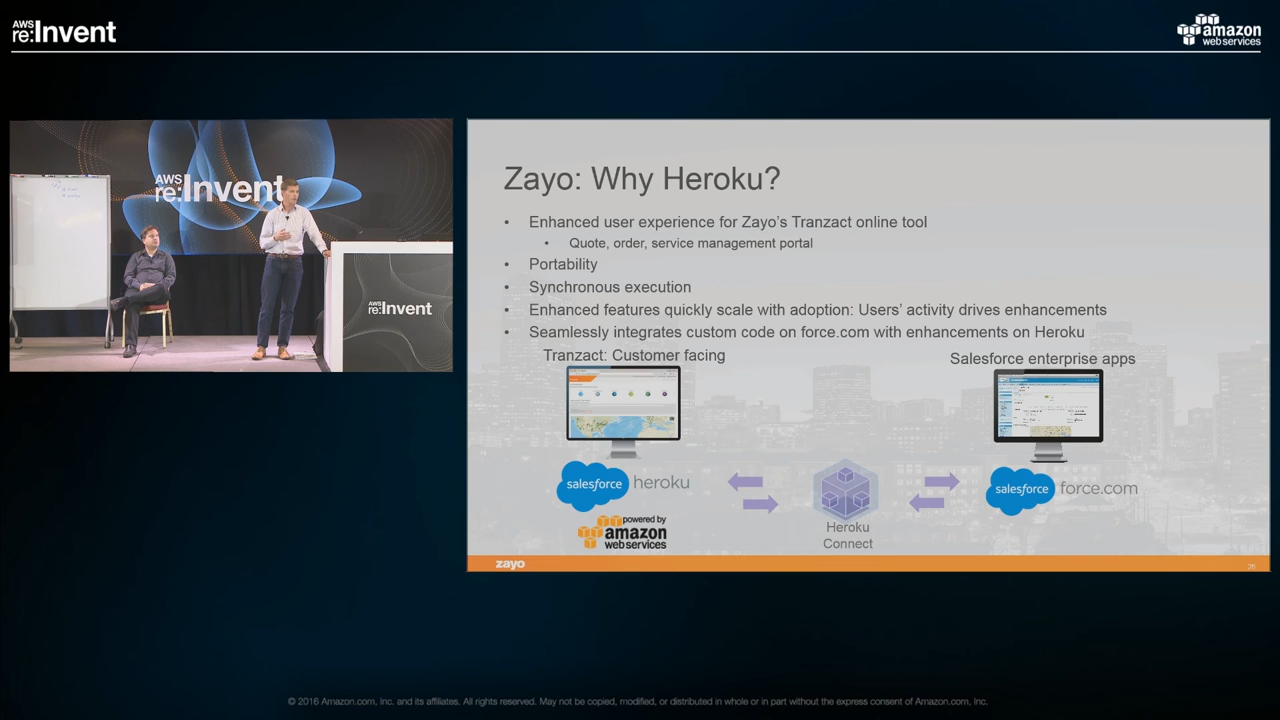 AWS
re:Invent
amazon
web services
AWS
re:Invent
AWS
re:Invent
Zayo: Why Heroku?
• Enhanced user experience for Zayo's Tranzact online tool
• Quote, order, service management portal
• Portability
• Synchronous execution
• Enhanced features quickly scale with adoption: Users' activity drives enhancements
• Seamlessly integrates custom code on force.com with enhancements on Heroku
Tranzact: Customer facing
Salesforce enterprise apps
salesforce heroku
powered by
amazon
web services
Heroku
Connect
salesforce force.com
zayo
26
© 2016 Amazon.com, Inc. and its affiliates. All rights reserved. May not be copied, modified, or distributed in whole or in part without the express consent of Amazon.com, Inc.